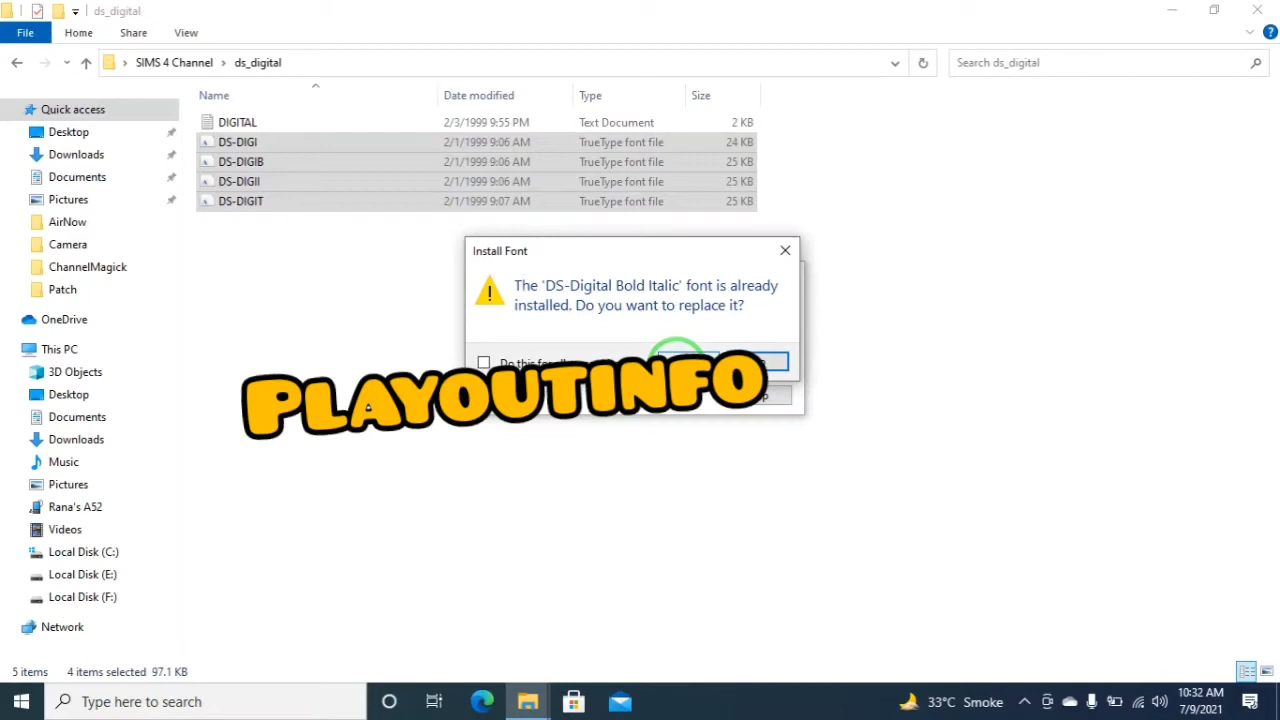 ds_digital
File Home Share View
SIMS 4 Channel ds_digital
Search ds_digital
Name Date modified Type Size
Quick access
Desktop
Downloads
Documents
Pictures
AirNow
Camera
ChannelMagick
Patch
OneDrive
This PC
3D Objects
Desktop
Documents
Downloads
Music
Pictures
Rana's A52
Videos
Local Disk (C:)
Local Disk (E:)
Local Disk (F:)
Network
DIGITAL 2/3/1999 9:55 PM Text Document 2 KB
DS-DIGI 2/1/1999 9:06 AM TrueType font file 24 KB
DS-DIGIB 2/1/1999 9:06 AM TrueType font file 25 KB
DS-DIGII 2/1/1999 9:06 AM TrueType font file 25 KB
DS-DIGIT 2/1/1999 9:07 AM TrueType font file 25 KB
Install Font
The 'DS-Digital Bold Italic' font is already
installed. Do you want to replace it?
Do this for
PLAYOUTINFO
5 items 4 items selected 97.1 KB
Type here to search
33°C Smoke
10:32 AM
7/9/2021